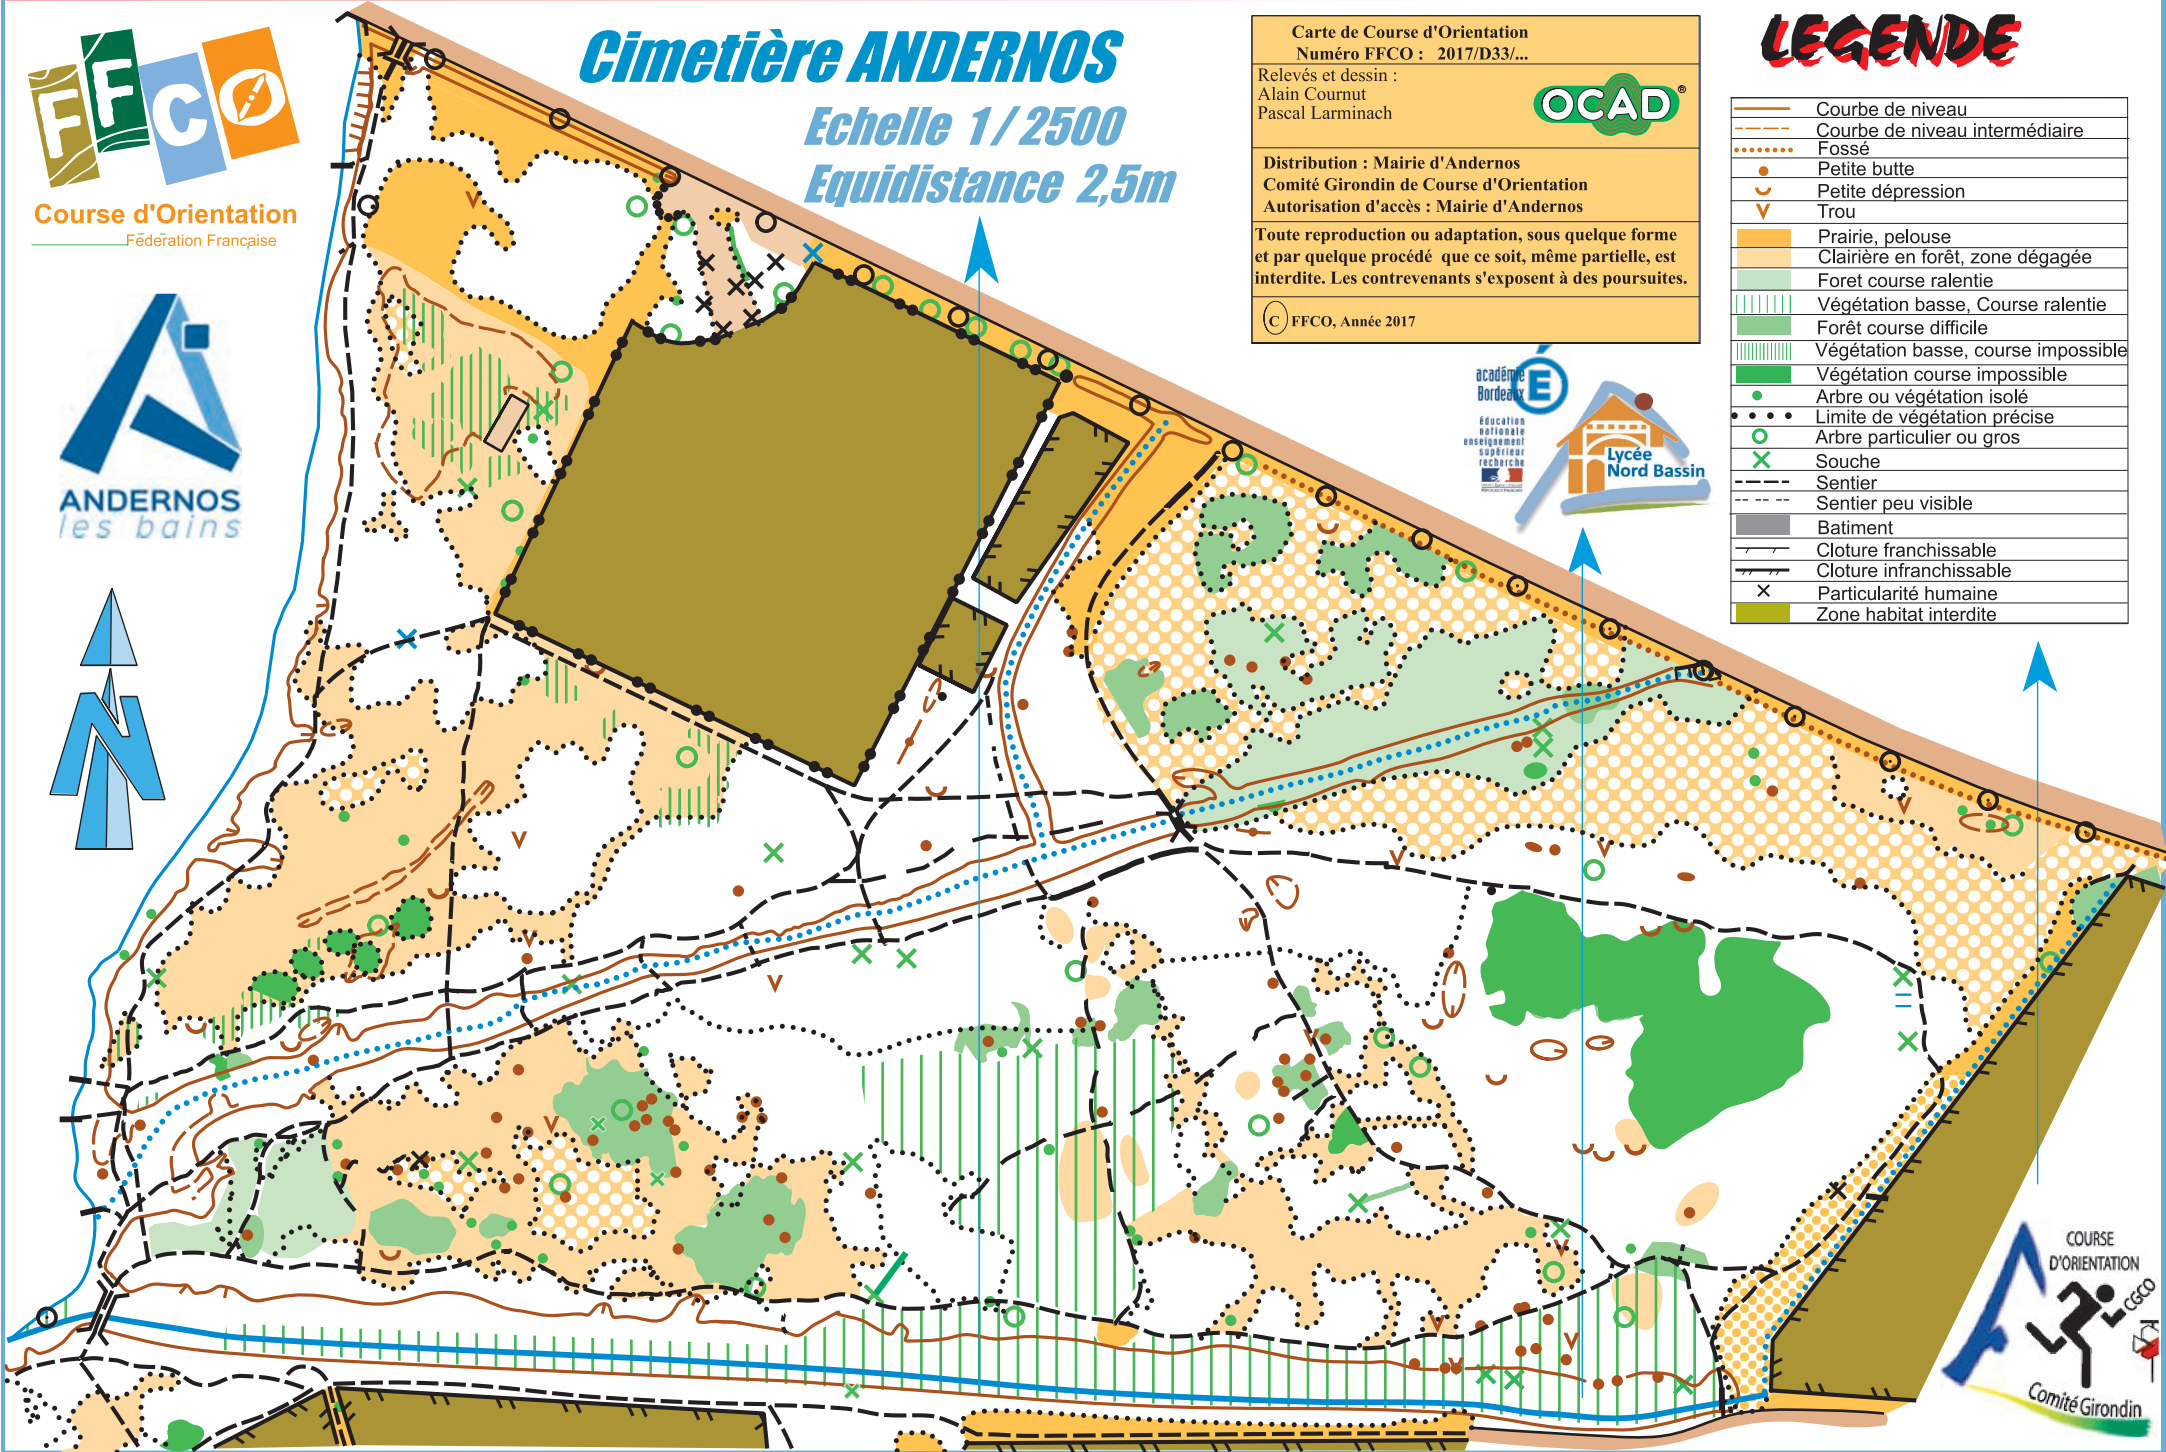 FFCO
Course d'Orientation
Fédération Française
ANDERNOS
les bains
N
Cimetière ANDERNOS
Echelle 1 / 2500
Equidistance 2,5m
Carte de Course d'Orientation
Numéro FFCO : 2017/D33/...
Relevés et dessin :
Alain Cournut
Pascal Larminach
OCAD®
Distribution : Mairie d'Andernos
Comité Girondin de Course d'Orientation
Autorisation d'accès : Mairie d'Andernos
Toute reproduction ou adaptation, sous quelque forme
et par quelque procédé que ce soit, même partielle, est
interdite. Les contrevenants s'exposent à des poursuites.
C FFCO, Année 2017
académie
Bordeaux
É
éducation
nationale
enseignement
supérieur
recherche
Lycée
Nord Bassin
LEGENDE
Courbe de niveau
Courbe de niveau intermédiaire
Fossé
Petite butte
Petite dépression
Trou
Prairie, pelouse
Clairière en forêt, zone dégagée
Foret course ralentie
Végétation basse, Course ralentie
Forêt course difficile
Végétation basse, course impossible
Végétation course impossible
Arbre ou végétation isolé
Limite de végétation précise
Arbre particulier ou gros
Souche
Sentier
Sentier peu visible
Batiment
Cloture franchissable
Cloture infranchissable
Particularité humaine
Zone habitat interdite
COURSE
D'ORIENTATION
CGCO
Comité Girondin